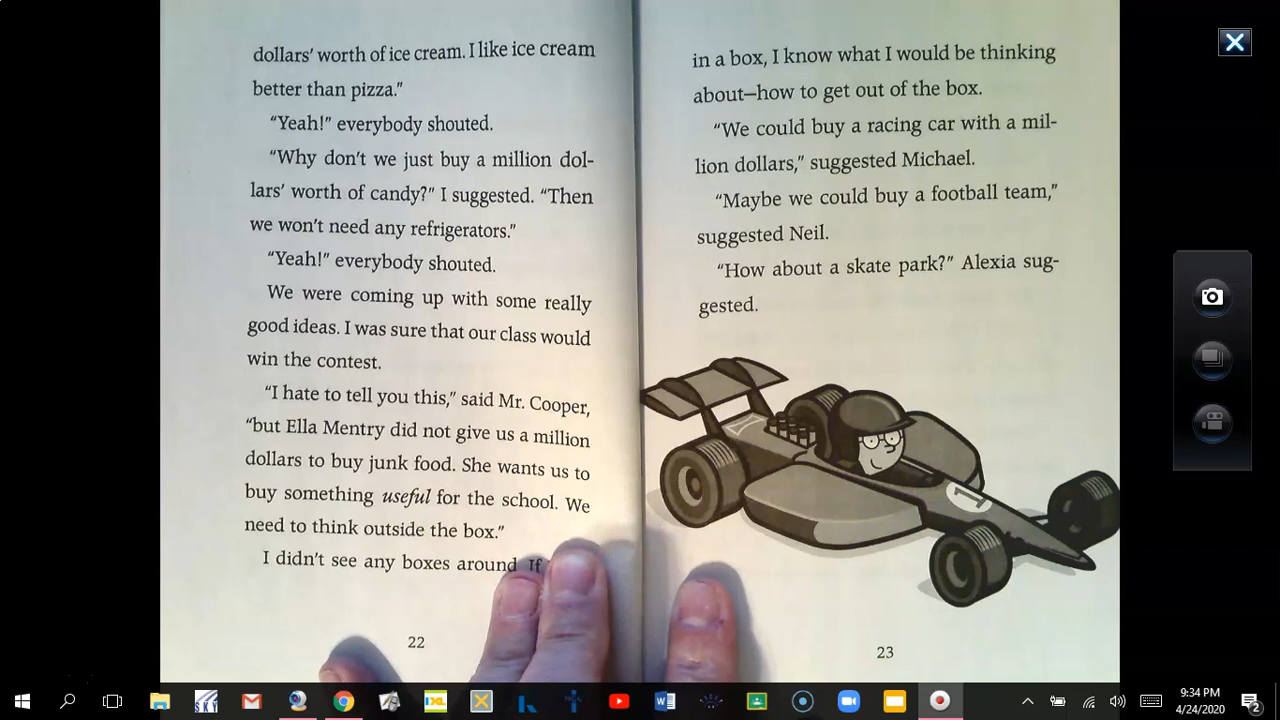 dollars' worth of ice cream. I like ice cream
better than pizza."
"Yeah!" everybody shouted.
"Why don't we just buy a million dol-
lars' worth of candy?" I suggested. "Then
we won't need any refrigerators."
"Yeah!" everybody shouted.
We were coming up with some really
good ideas. I was sure that our class would
win the contest.
"I hate to tell you this," said Mr. Cooper,
"but Ella Mentry did not give us a million
dollars to buy junk food. She wants us to
buy something useful for the school. We
need to think outside the box."
I didn't see any boxes around. If
22
in a box, I know what I would be thinking
about—how to get out of the box.
"We could buy a racing car with a mil-
lion dollars," suggested Michael.
"Maybe we could buy a football team,"
suggested Neil.
"How about a skate park?" Alexia sug-
gested.
1
23
IXL
9:34 PM
4/24/2020
2